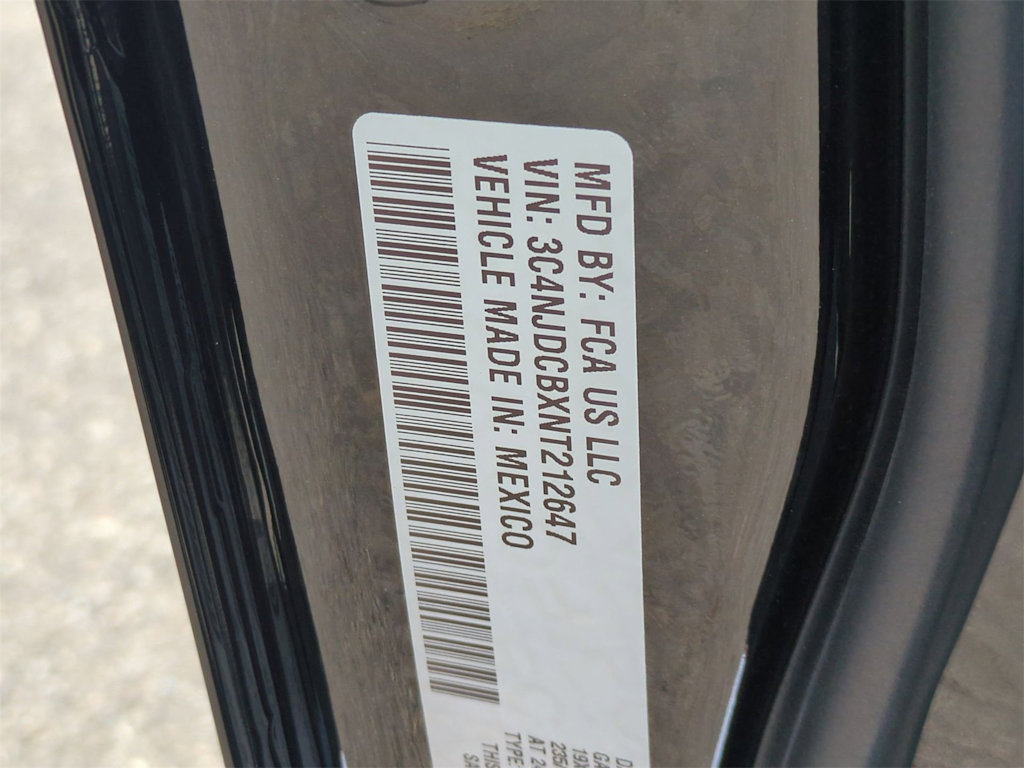 MFD BY: FCA US LLC
VIN: 3C4NJDCBXNT212647
VEHICLE MADE IN: MEXICO